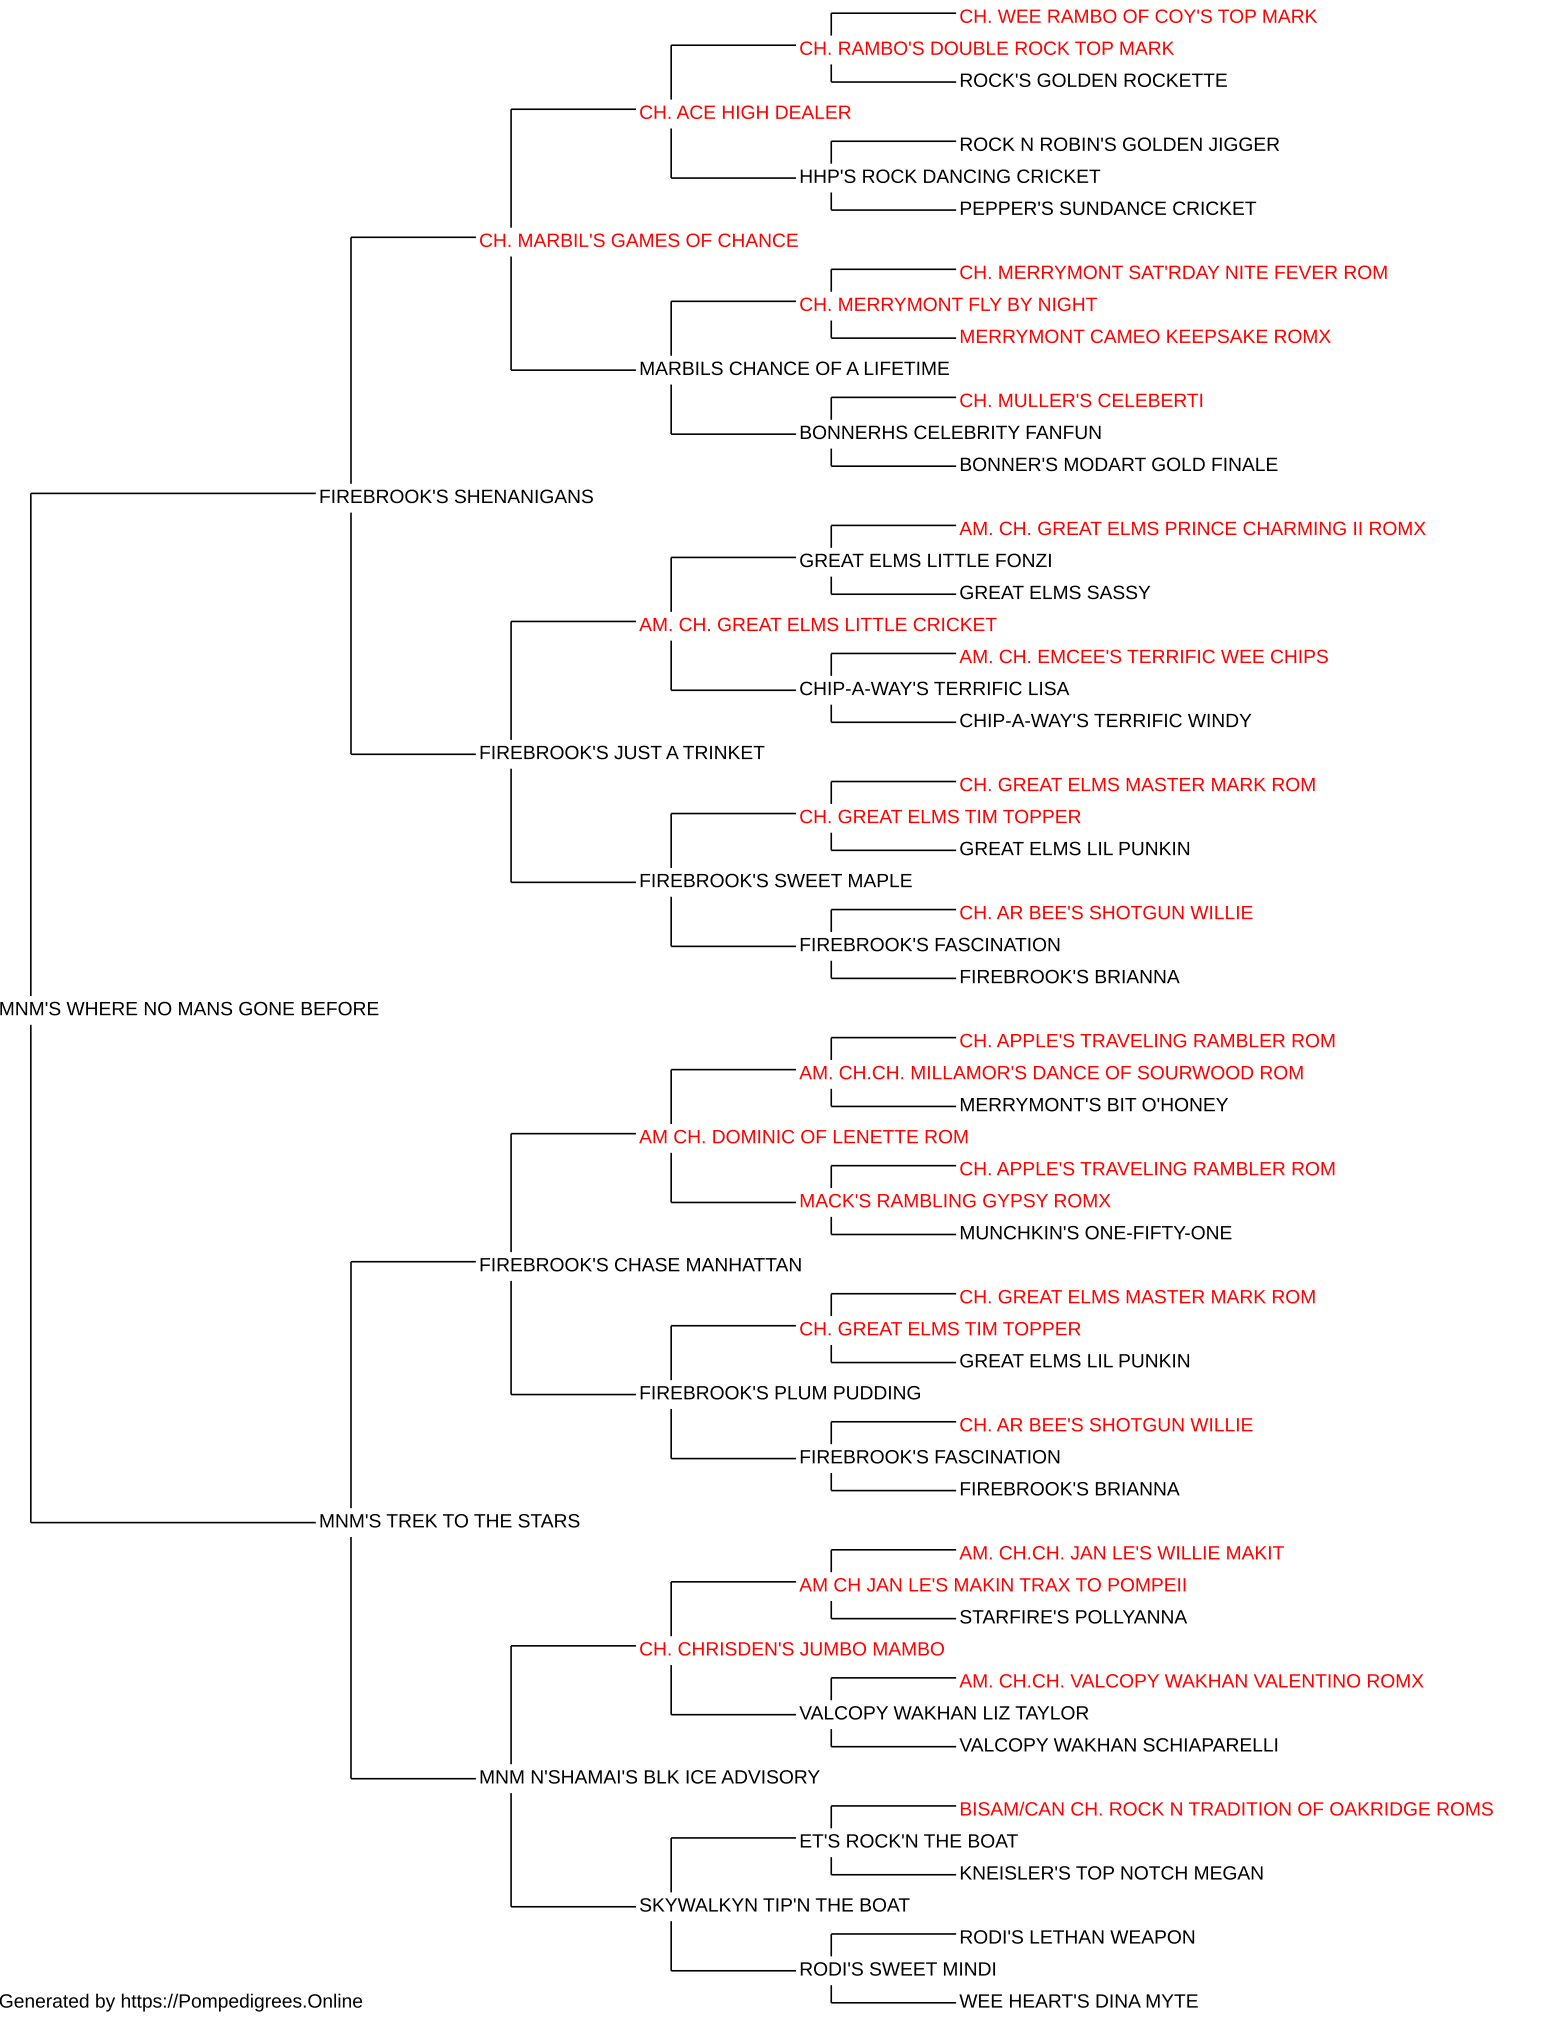 CH. WEE RAMBO OF COY'S TOP MARK
CH. RAMBO'S DOUBLE ROCK TOP MARK
ROCK'S GOLDEN ROCKETTE
CH. ACE HIGH DEALER
ROCK N ROBIN'S GOLDEN JIGGER
HHP'S ROCK DANCING CRICKET
PEPPER'S SUNDANCE CRICKET
CH. MARBIL'S GAMES OF CHANCE
CH. MERRYMONT SAT'RDAY NITE FEVER ROM
CH. MERRYMONT FLY BY NIGHT
MERRYMONT CAMEO KEEPSAKE ROMX
MARBILS CHANCE OF A LIFETIME
CH. MULLER'S CELEBERTI
BONNERHS CELEBRITY FANFUN
BONNER'S MODART GOLD FINALE
FIREBROOK'S SHENANIGANS
AM. CH. GREAT ELMS PRINCE CHARMING II ROMX
GREAT ELMS LITTLE FONZI
GREAT ELMS SASSY
AM. CH. GREAT ELMS LITTLE CRICKET
AM. CH. EMCEE'S TERRIFIC WEE CHIPS
CHIP-A-WAY'S TERRIFIC LISA
CHIP-A-WAY'S TERRIFIC WINDY
FIREBROOK'S JUST A TRINKET
CH. GREAT ELMS MASTER MARK ROM
CH. GREAT ELMS TIM TOPPER
GREAT ELMS LIL PUNKIN
FIREBROOK'S SWEET MAPLE
CH. AR BEE'S SHOTGUN WILLIE
FIREBROOK'S FASCINATION
FIREBROOK'S BRIANNA
MNM'S WHERE NO MANS GONE BEFORE
CH. APPLE'S TRAVELING RAMBLER ROM
AM. CH.CH. MILLAMOR'S DANCE OF SOURWOOD ROM
MERRYMONT'S BIT O'HONEY
AM CH. DOMINIC OF LENETTE ROM
CH. APPLE'S TRAVELING RAMBLER ROM
MACK'S RAMBLING GYPSY ROMX
MUNCHKIN'S ONE-FIFTY-ONE
FIREBROOK'S CHASE MANHATTAN
CH. GREAT ELMS MASTER MARK ROM
CH. GREAT ELMS TIM TOPPER
GREAT ELMS LIL PUNKIN
FIREBROOK'S PLUM PUDDING
CH. AR BEE'S SHOTGUN WILLIE
FIREBROOK'S FASCINATION
FIREBROOK'S BRIANNA
MNM'S TREK TO THE STARS
AM. CH.CH. JAN LE'S WILLIE MAKIT
AM CH JAN LE'S MAKIN TRAX TO POMPEII
STARFIRE'S POLLYANNA
CH. CHRISDEN'S JUMBO MAMBO
AM. CH.CH. VALCOPY WAKHAN VALENTINO ROMX
VALCOPY WAKHAN LIZ TAYLOR
VALCOPY WAKHAN SCHIAPARELLI
MNM N'SHAMAI'S BLK ICE ADVISORY
BISAM/CAN CH. ROCK N TRADITION OF OAKRIDGE ROMS
ET'S ROCK'N THE BOAT
KNEISLER'S TOP NOTCH MEGAN
SKYWALKYN TIP'N THE BOAT
RODI'S LETHAN WEAPON
RODI'S SWEET MINDI
WEE HEART'S DINA MYTE
Generated by https://Pompedigrees.Online